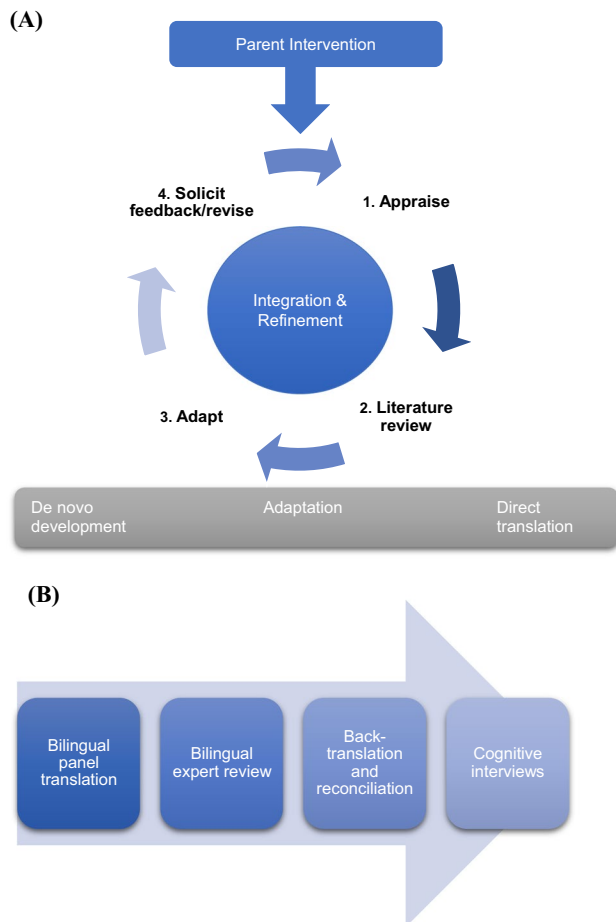 (A)
Parent Intervention
4. Solicit
feedback/revise
1. Appraise
Integration &
Refinement
3. Adapt
2. Literature
review
De novo
development
Adaptation
Direct
translation
(B)
Bilingual
panel
translation
Bilingual
expert review
Back-
translation
and
reconciliation
Cognitive
interviews